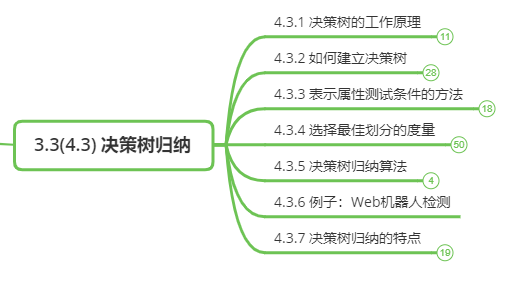 4.3.1 决策树的工作原理
11
4.3.2 如何建立决策树
28
4.3.3 表示属性测试条件的方法
18
3.3(4.3) 决策树归纳
4.3.4 选择最佳划分的度量
50
4.3.5 决策树归纳算法
4
4.3.6 例子：Web机器人检测
4.3.7 决策树归纳的特点
19